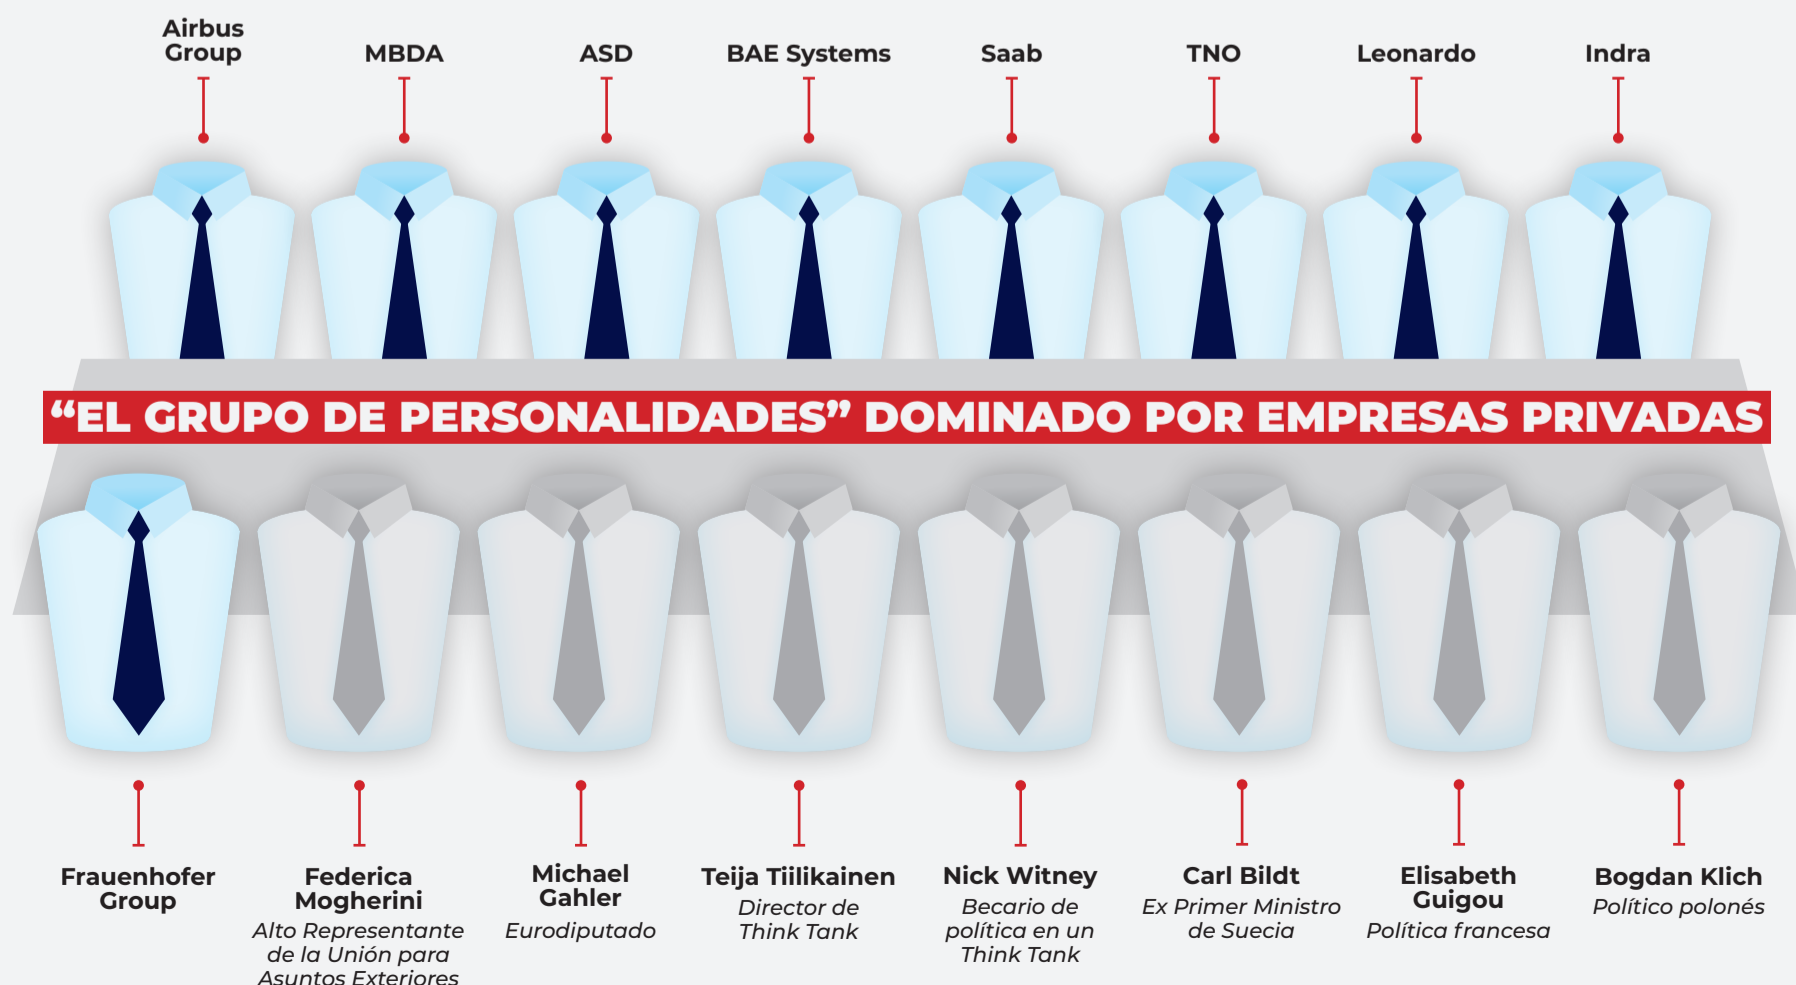 Airbus
Group
MBDA
ASD
BAE Systems
Saab
TNO
Leonardo
Indra
“EL GRUPO DE PERSONALIDADES” DOMINADO POR EMPRESAS PRIVADAS
Frauenhofer
Group
Federica
Mogherini
Alto Representante
de la Unión para
Asuntos Exteriores
Michael
Gahler
Eurodiputado
Teija Tiilikainen
Director de
Think Tank
Nick Witney
Becario de
política en un
Think Tank
Carl Bildt
Ex Primer Ministro
de Suecia
Elisabeth
Guigou
Política francesa
Bogdan Klich
Político polonés